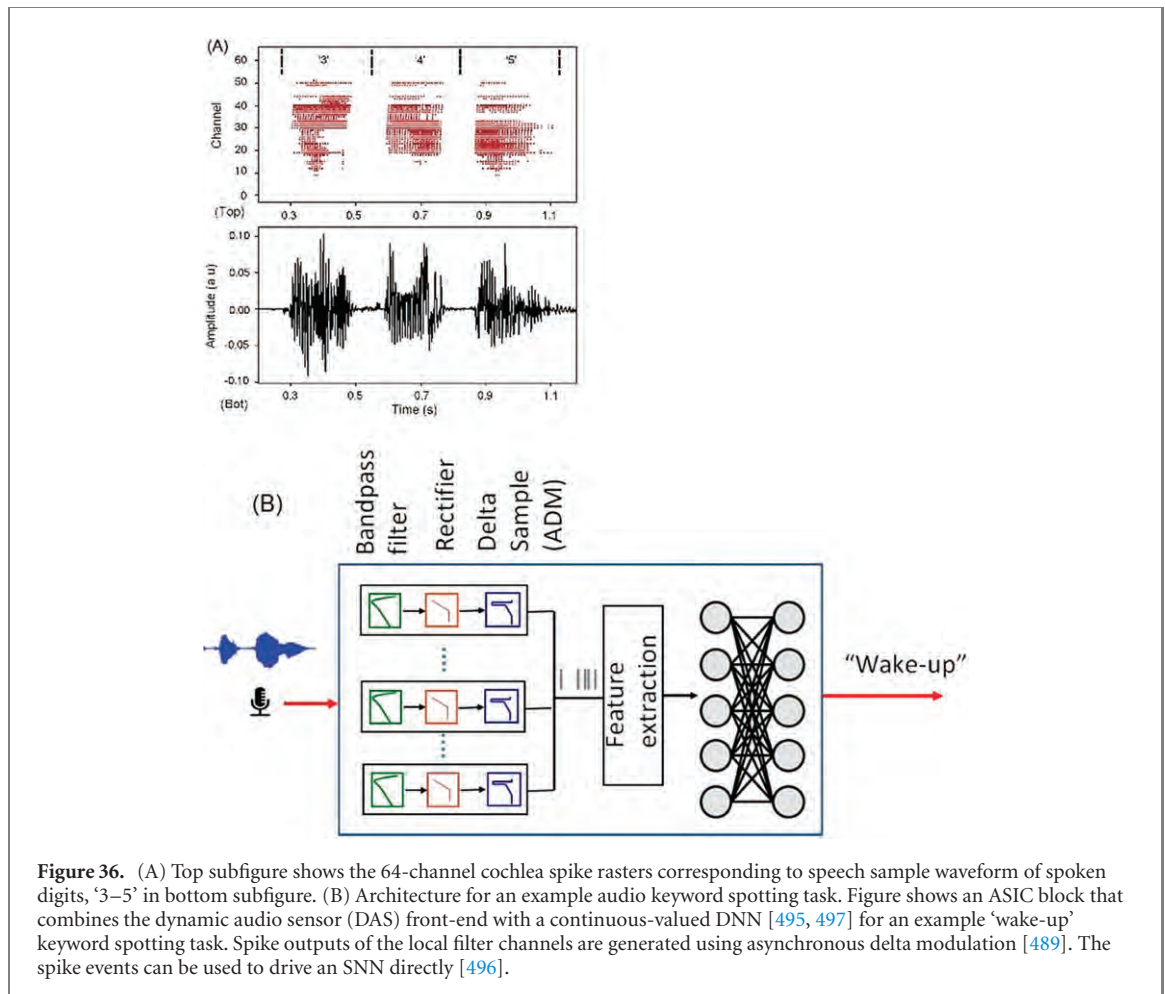 (A)
60
50
40
30
20
10
0
Channel
'3' '4' '5'
(Top)
0.3 0.5 0.7 0.9 1.1
0.10
0.05
0.00
-0.05
-0.10
Amplitude (a u)
(Bot)
0.3 0.5 0.7 0.9 1.1
Time (s)
(B)
Bandpass
filter
Rectifier
Delta
Sample
(ADM)
Feature
extraction
“Wake-up”
Figure 36. (A) Top subfigure shows the 64-channel cochlea spike rasters corresponding to speech sample waveform of spoken
digits, ‘3–5’ in bottom subfigure. (B) Architecture for an example audio keyword spotting task. Figure shows an ASIC block that
combines the dynamic audio sensor (DAS) front-end with a continuous-valued DNN [495, 497] for an example ‘wake-up’
keyword spotting task. Spike outputs of the local filter channels are generated using asynchronous delta modulation [489]. The
spike events can be used to drive an SNN directly [496].